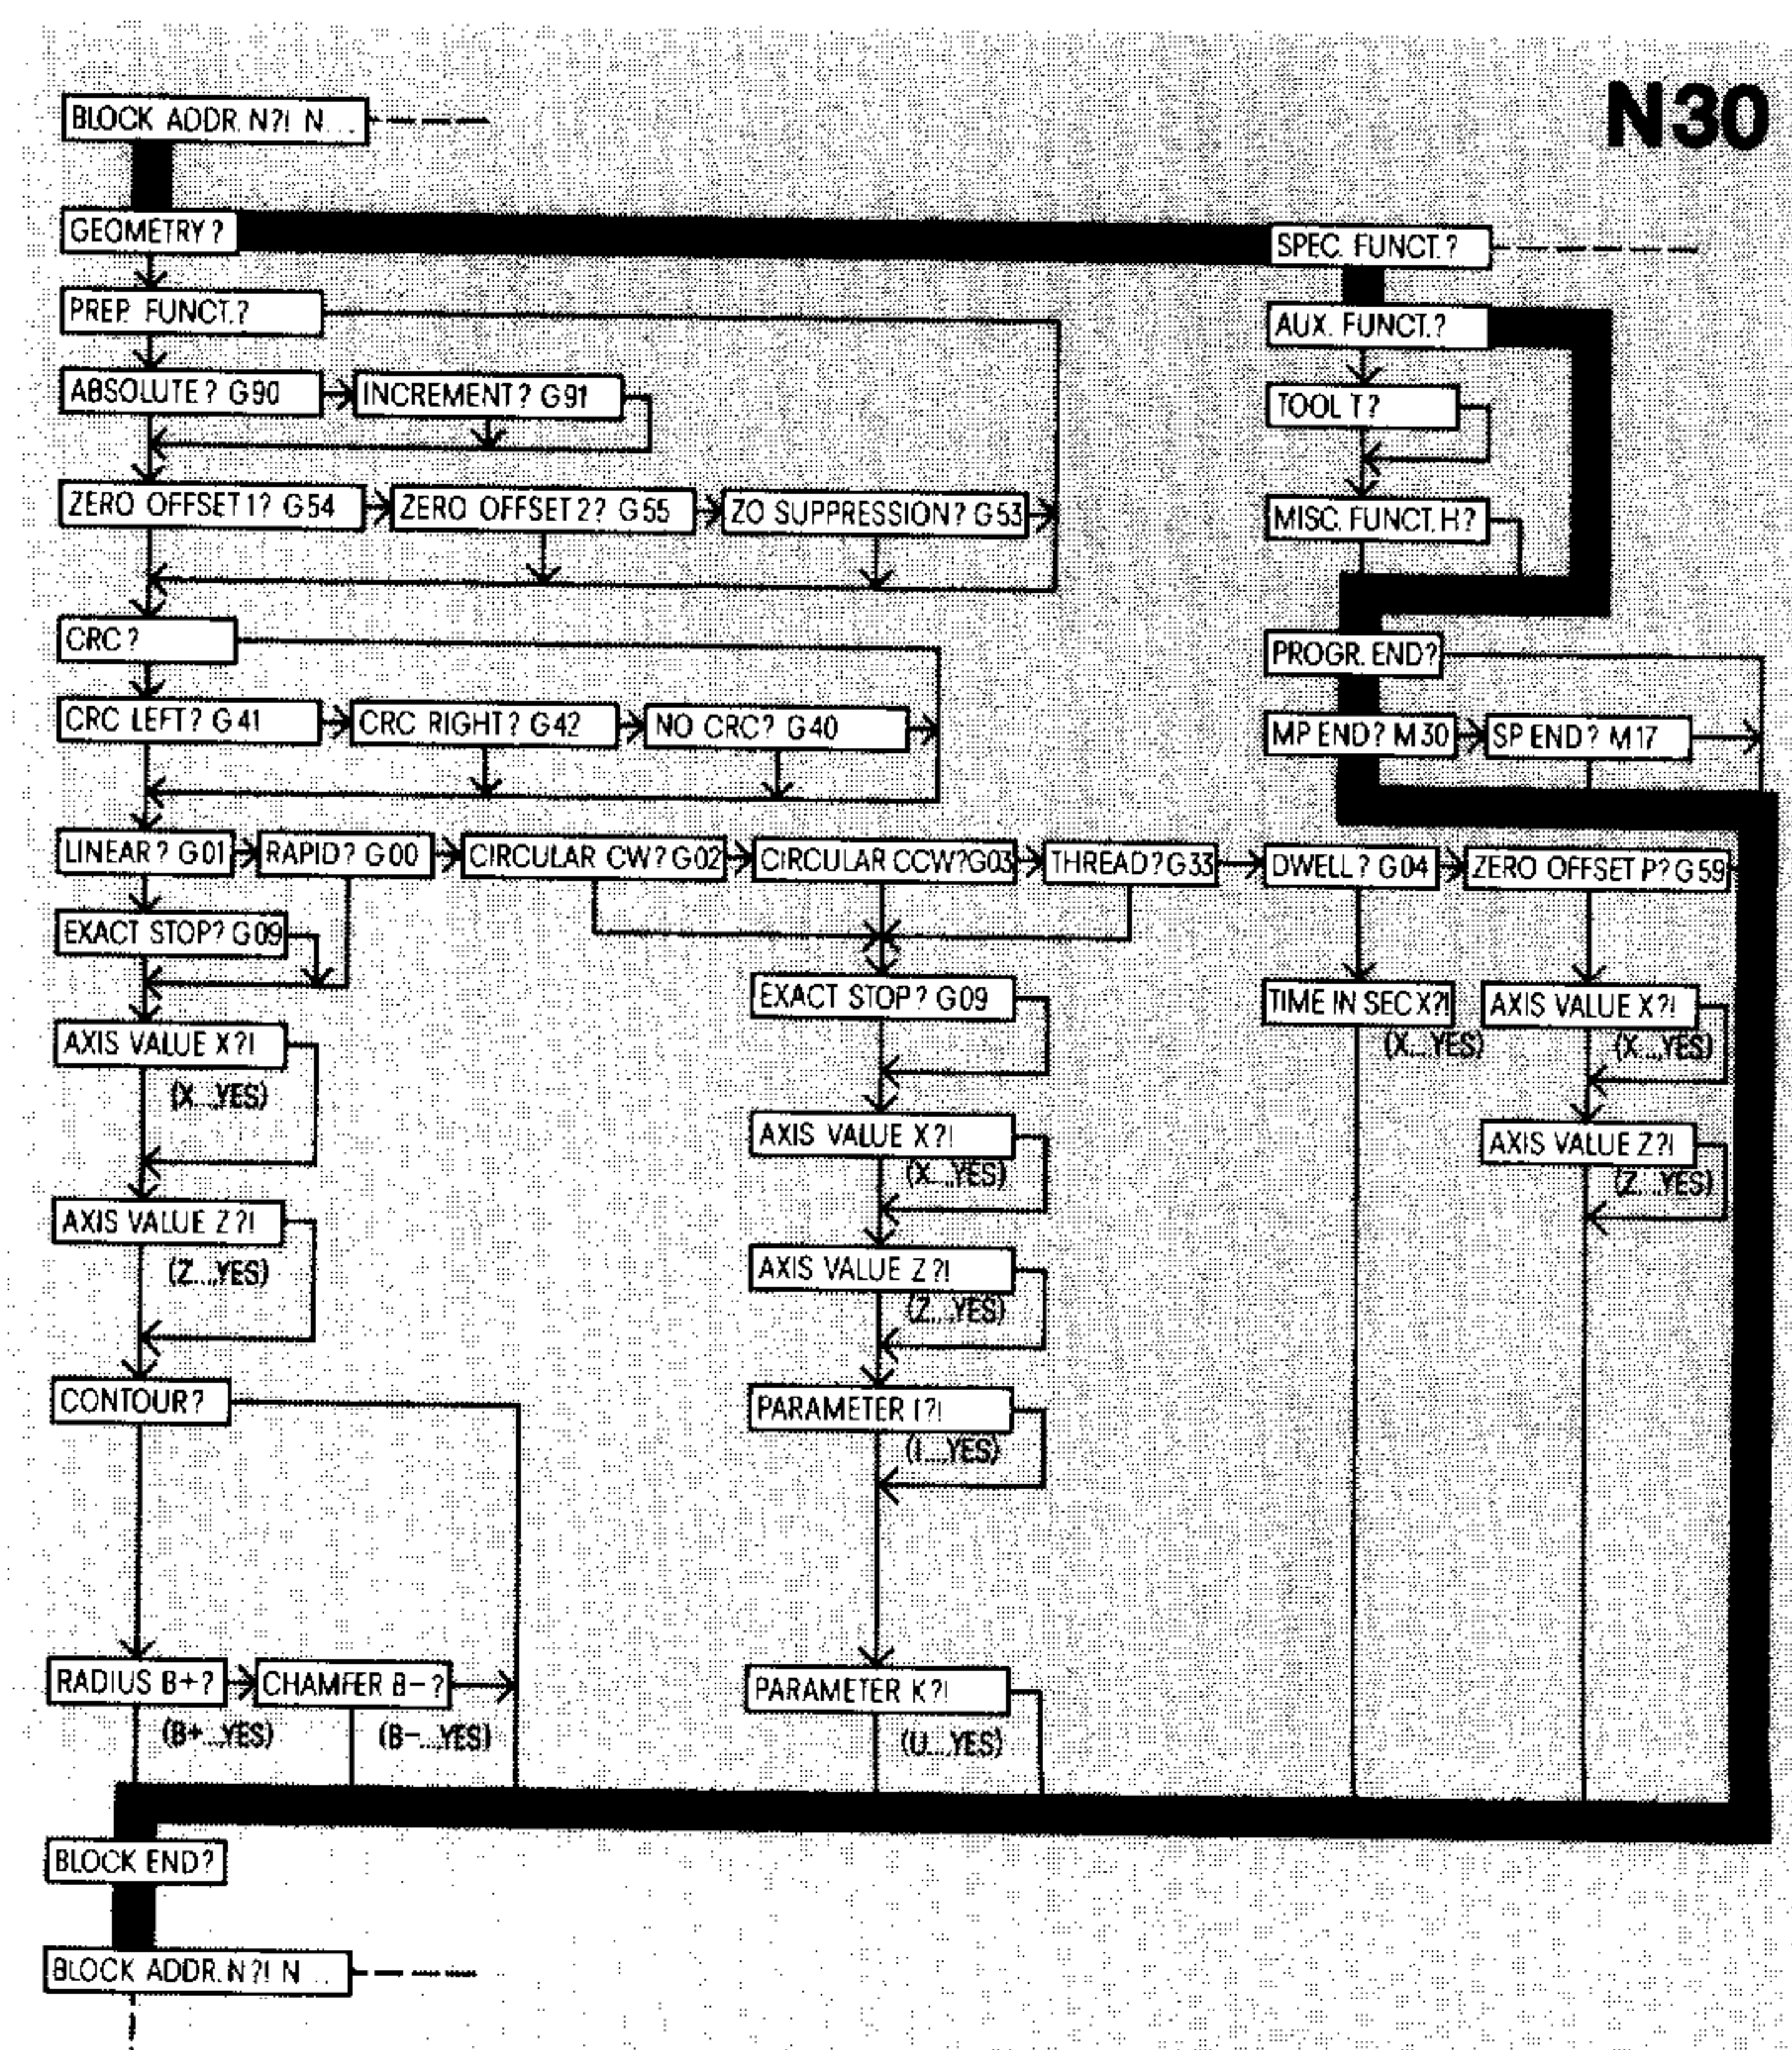 N30
BLOCK ADDR. N?! N...
GEOMETRY?
SPEC. FUNCT.?
PREP. FUNCT.?
AUX. FUNCT.?
ABSOLUTE? G90
INCREMENT? G91
TOOL T?
ZERO OFFSET 1? G54
ZERO OFFSET 2? G55
ZO SUPPRESSION? G53
MISC. FUNCT. H?
CRC?
PROGR. END?
CRC LEFT? G41
CRC RIGHT? G42
NO CRC? G40
MP END? M30
SP END? M17
LINEAR? G01
RAPID? G00
CIRCULAR CW? G02
CIRCULAR CCW? G03
THREAD? G33
DWELL? G04
ZERO OFFSET P? G59
EXACT STOP? G09
EXACT STOP? G09
TIME IN SEC X?!
(X...,YES)
AXIS VALUE X?!
(X...,YES)
AXIS VALUE X?!
(X...,YES)
AXIS VALUE X?!
(X...,YES)
AXIS VALUE Z?!
(Z...,YES)
AXIS VALUE Z?!
(Z...,YES)
AXIS VALUE Z?!
(Z...,YES)
CONTOUR?
PARAMETER I?!
(I...,YES)
RADIUS B+?
(B+...,YES)
CHAMFER B-?
(B-...,YES)
PARAMETER K?!
(U...,YES)
BLOCK END?
BLOCK ADDR. N?! N...